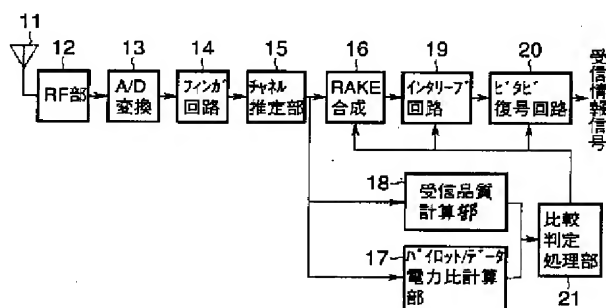 11
12
RF部
13
A/D
変換
14
フィンガ
回路
15
チャネル
推定部
16
RAKE
合成
19
インタリーブ
回路
20
ビタビ
復号回路
受信情報信号
18
受信品質
計算部
17
パイロット/データ
電力比計算
部
比較
判定
処理部
21